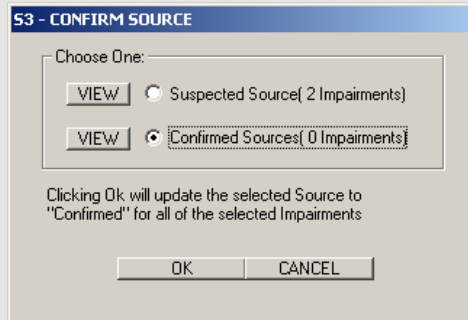 S3 - CONFIRM SOURCE
Choose One:
VIEW Suspected Source( 2 Impairments)
VIEW Confirmed Sources( 0 Impairments)
Clicking Ok will update the selected Source to
"Confirmed" for all of the selected Impairments
OK CANCEL